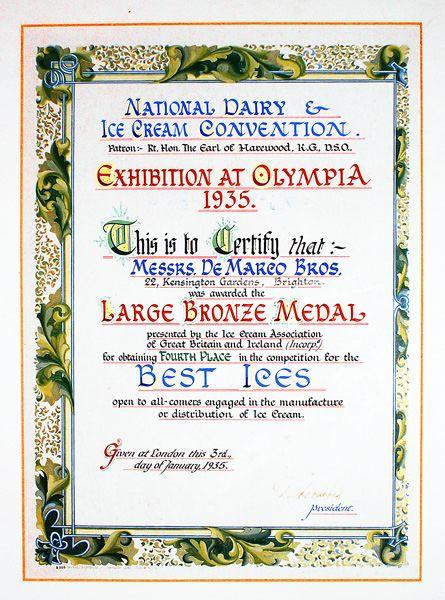 NATIONAL DAIRY &
ICE CREAM CONVENTION.
Patron:- Rt. Hon. The Earl of Harewood, K.G., D.S.O.
EXHIBITION AT OLYMPIA
1935.
This is to Certify that:-
MESSRS. DE MARCO BROS.
22, Kensington Gardens, Brighton.
was awarded the
LARGE BRONZE MEDAL
presented by the Ice Cream Association
of Great Britain and Ireland (Incorpd.)
for obtaining FOURTH PLACE in the competition for the
BEST ICES
open to all-comers engaged in the manufacture
or distribution of Ice Cream.
Given at London this 3rd.,
day of January, 1935.
president.